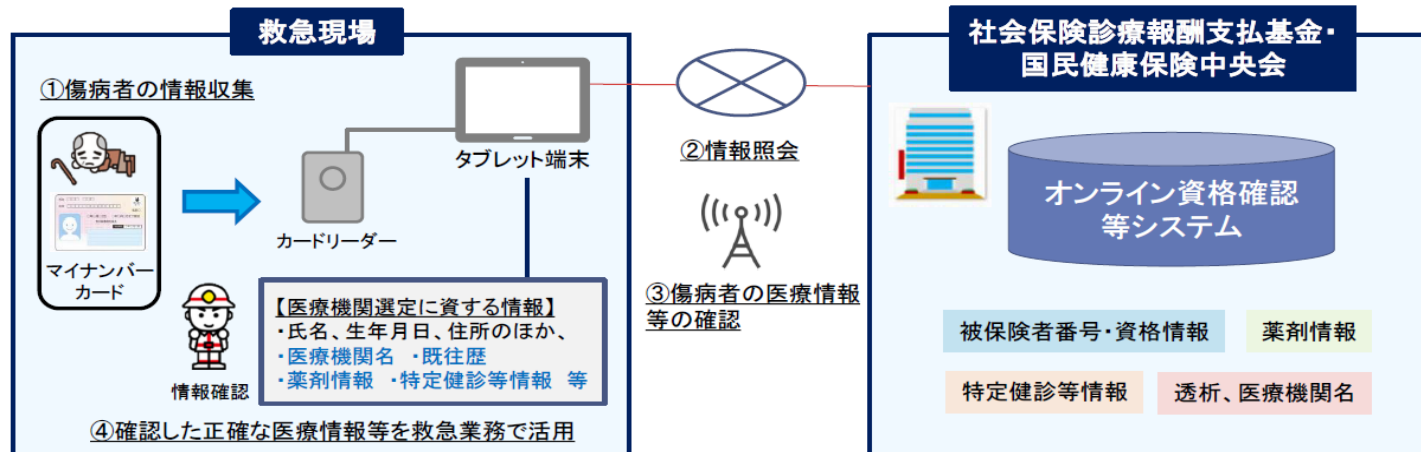 救急現場
①傷病者の情報収集
マイナンバー
カード
カードリーダー
タブレット端末
情報確認
【医療機関選定に資する情報】
・氏名、生年月日、住所のほか、
・医療機関名 ・既往歴
・薬剤情報 ・特定健診等情報 等
④確認した正確な医療情報等を救急業務で活用
②情報照会
③傷病者の医療情報
等の確認
社会保険診療報酬支払基金・
国民健康保険中央会
オンライン資格確認
等システム
被保険者番号・資格情報
薬剤情報
特定健診等情報
透析、医療機関名